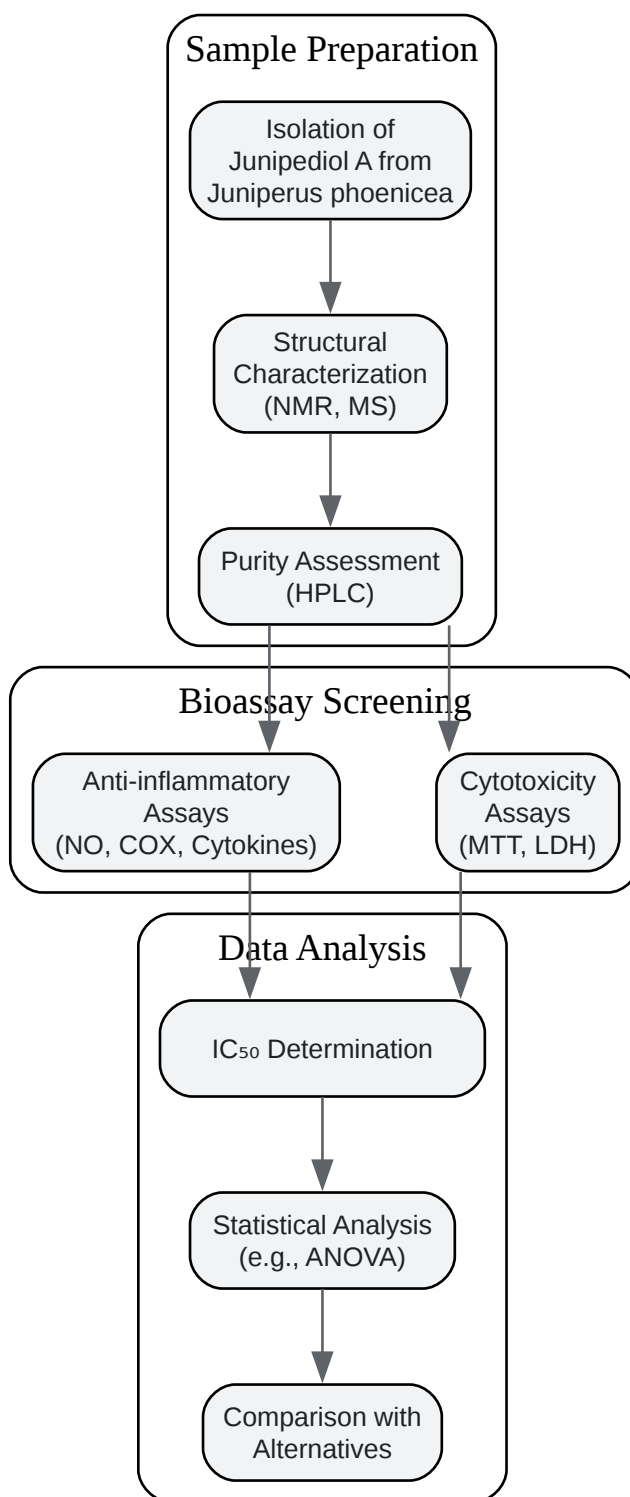 Sample Preparation
Isolation of
Junipediol A from
Juniperus phoenicea
Structural
Characterization
(NMR, MS)
Purity Assessment
(HPLC)
Bioassay Screening
Anti-inflammatory
Assays
(NO, COX, Cytokines)
Cytotoxicity
Assays
(MTT, LDH)
Data Analysis
IC₅₀ Determination
Statistical Analysis
(e.g., ANOVA)
Comparison with
Alternatives